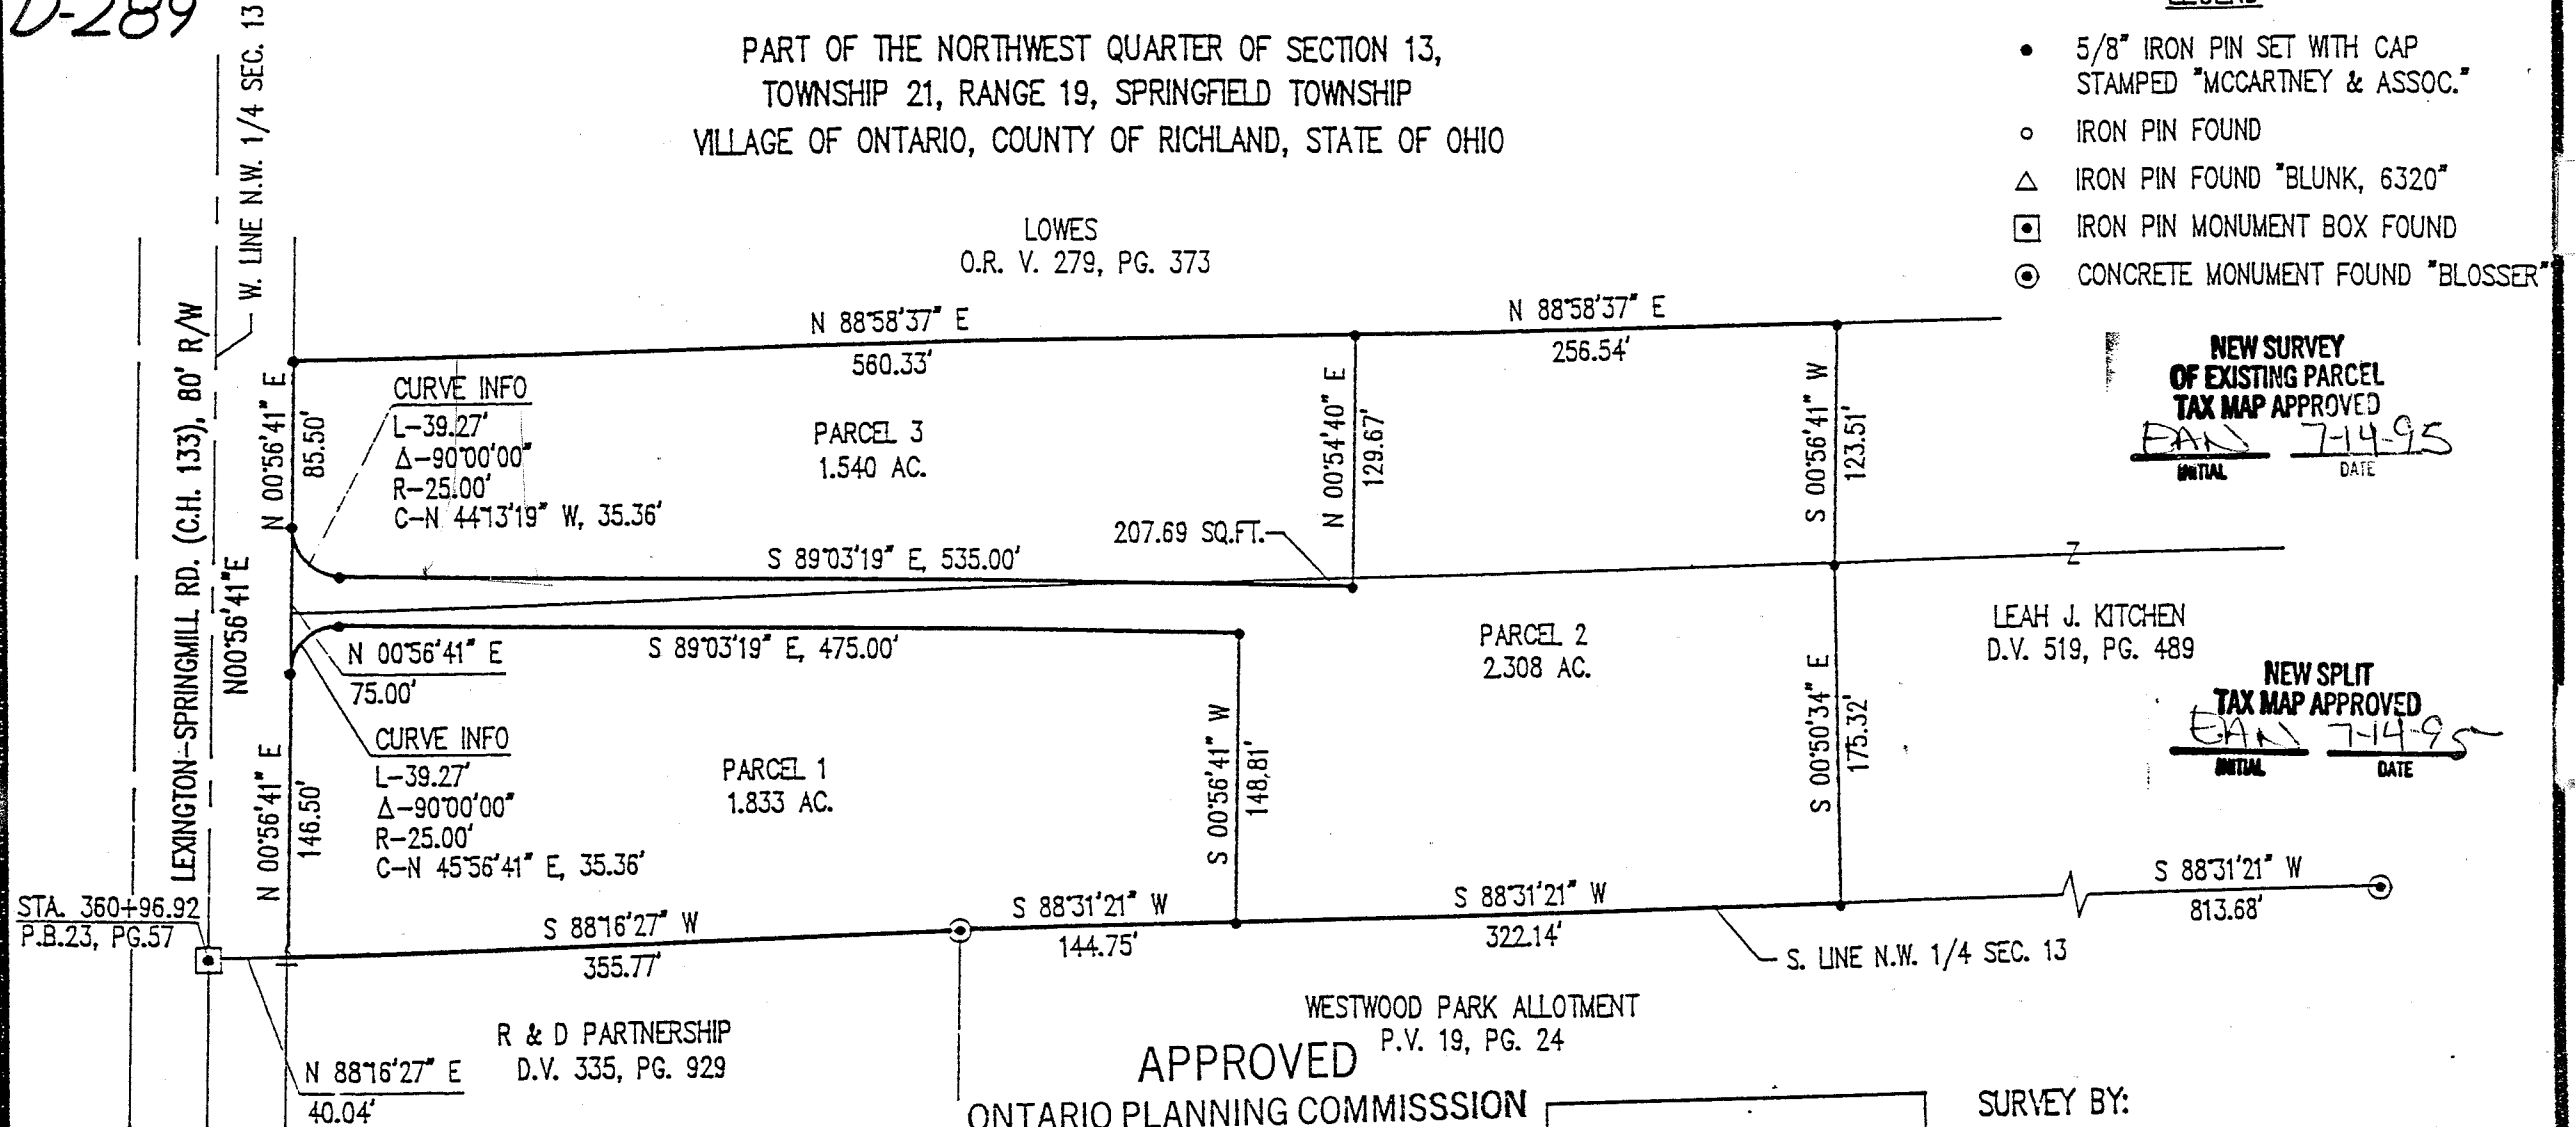 D-289
PART OF THE NORTHWEST QUARTER OF SECTION 13,
TOWNSHIP 21, RANGE 19, SPRINGFIELD TOWNSHIP
VILLAGE OF ONTARIO, COUNTY OF RICHLAND, STATE OF OHIO
LEGEND
5/8" IRON PIN SET WITH CAP
STAMPED "MCCARTNEY & ASSOC."
IRON PIN FOUND
IRON PIN FOUND "BLUNK, 6320"
IRON PIN MONUMENT BOX FOUND
CONCRETE MONUMENT FOUND "BLOSSER"
W. LINE N.W. 1/4 SEC. 13
LEXINGTON-SPRINGMILL RD. (C.H. 133), 80' R/W
LOWES
O.R. V. 279, PG. 373
N 88°58'37" E
560.33'
N 88°58'37" E
256.54'
NEW SURVEY
OF EXISTING PARCEL
TAX MAP APPROVED
EAN 7-14-95
INITIAL DATE
N 00°56'41" E
85.50'
CURVE INFO
L-39.27'
Δ-90°00'00"
R-25.00'
C-N 44°13'19" W, 35.36'
PARCEL 3
1.540 AC.
N 00°54'40" E
129.67'
S 00°56'41" W
123.51'
207.69 SQ.FT.
S 89°03'19" E, 535.00'
Z
N00°56'41"E
S 89°03'19" E, 475.00'
N 00°56'41" E
75.00'
PARCEL 2
2.308 AC.
LEAH J. KITCHEN
D.V. 519, PG. 489
NEW SPLIT
TAX MAP APPROVED
EAN 7-14-95
INITIAL DATE
N 00°56'41" E
146.50'
CURVE INFO
L-39.27'
Δ-90°00'00"
R-25.00'
C-N 45°56'41" E, 35.36'
PARCEL 1
1.833 AC.
S 00°56'41" W
148.81'
S 00°50'34" E
175.32'
STA. 360+96.92
P.B.23, PG.57
S 88°16'27" W
355.77'
S 88°31'21" W
144.75'
S 88°31'21" W
322.14'
S 88°31'21" W
813.68'
S. LINE N.W. 1/4 SEC. 13
N 88°16'27" E
40.04'
R & D PARTNERSHIP
D.V. 335, PG. 929
WESTWOOD PARK ALLOTMENT
P.V. 19, PG. 24
APPROVED
ONTARIO PLANNING COMMISSSION
SURVEY BY: